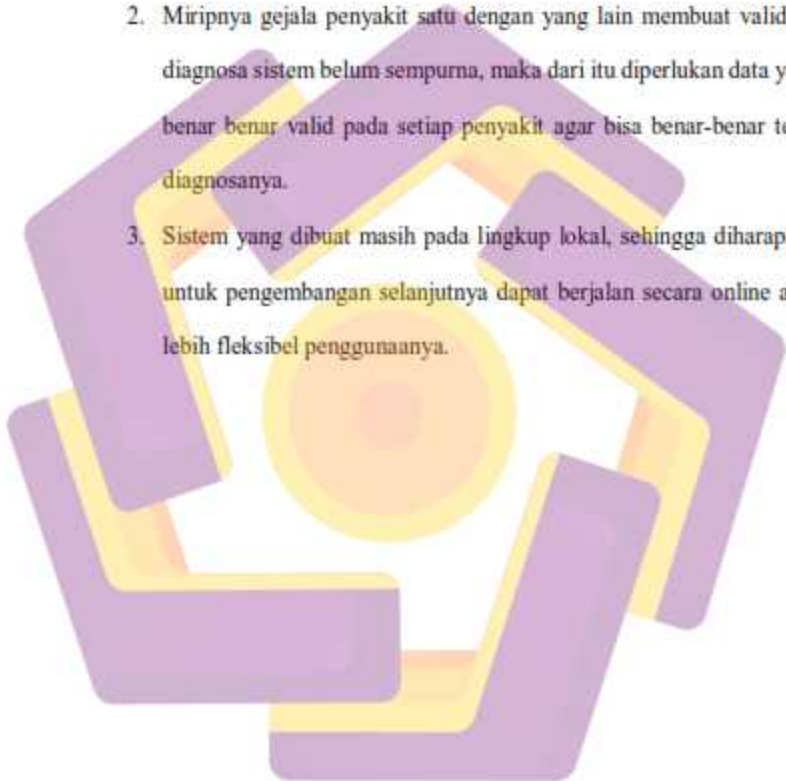 2. Miripnya gejala penyakit satu dengan yang lain membuat valid
diagnosa sistem belum sempurna, maka dari itu diperlukan data y
benar benar valid pada setiap penyakit agar bisa benar-benar te
diagnosanya.
3. Sistem yang dibuat masih pada lingkup lokal, sehingga diharap
untuk pengembangan selanjutnya dapat berjalan secara online a
lebih fleksibel penggunaanya.